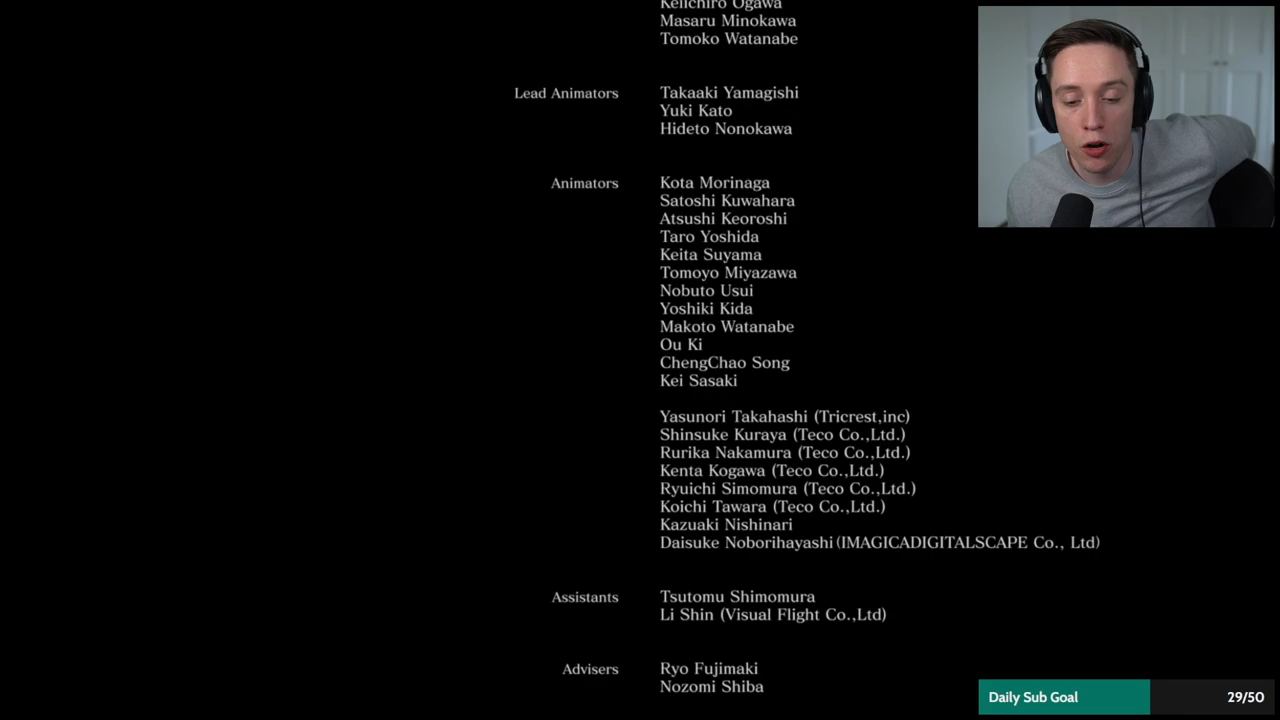 Keiichiro Ogawa
Masaru Minokawa
Tomoko Watanabe
Lead Animators Takaaki Yamagishi
Yuki Kato
Hideto Nonokawa
Animators Kota Morinaga
Satoshi Kuwahara
Atsushi Keoroshi
Taro Yoshida
Keita Suyama
Tomoyo Miyazawa
Nobuto Usui
Yoshiki Kida
Makoto Watanabe
Ou Ki
ChengChao Song
Kei Sasaki
Yasunori Takahashi (Tricrest,inc)
Shinsuke Kuraya (Teco Co.,Ltd.)
Rurika Nakamura (Teco Co.,Ltd.)
Kenta Kogawa (Teco Co.,Ltd.)
Ryuichi Simomura (Teco Co.,Ltd.)
Koichi Tawara (Teco Co.,Ltd.)
Kazuaki Nishinari
Daisuke Noborihayashi(IMAGICADIGITALSCAPE Co., Ltd)
Assistants Tsutomu Shimomura
Li Shin (Visual Flight Co.,Ltd)
Advisers Ryo Fujimaki
Nozomi Shiba
Daily Sub Goal 29/50